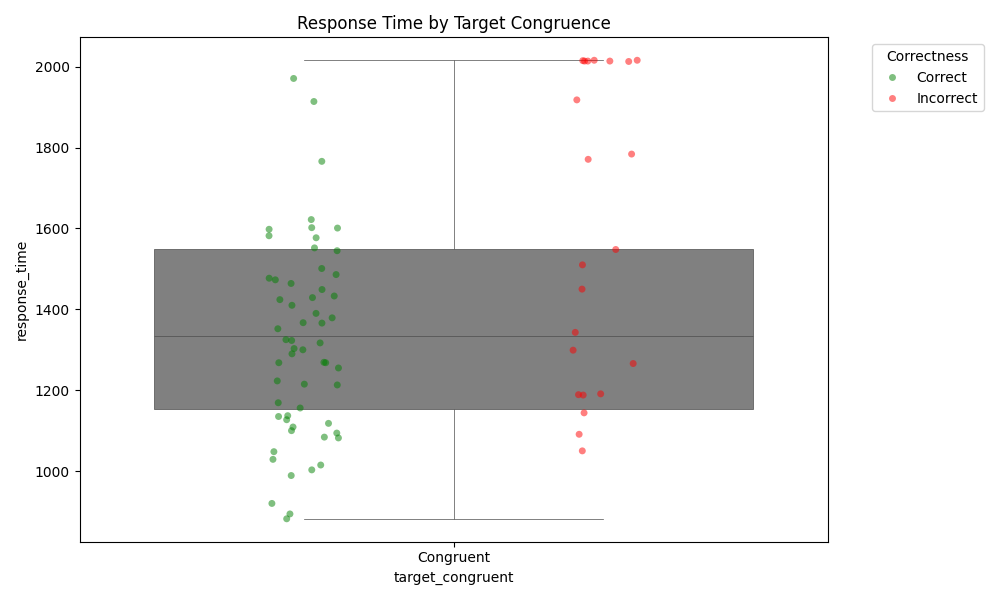 Response Time by Target Congruence
Correctness
Correct
Incorrect
response_time
2000
1800
1600
1400
1200
1000
Congruent
target_congruent